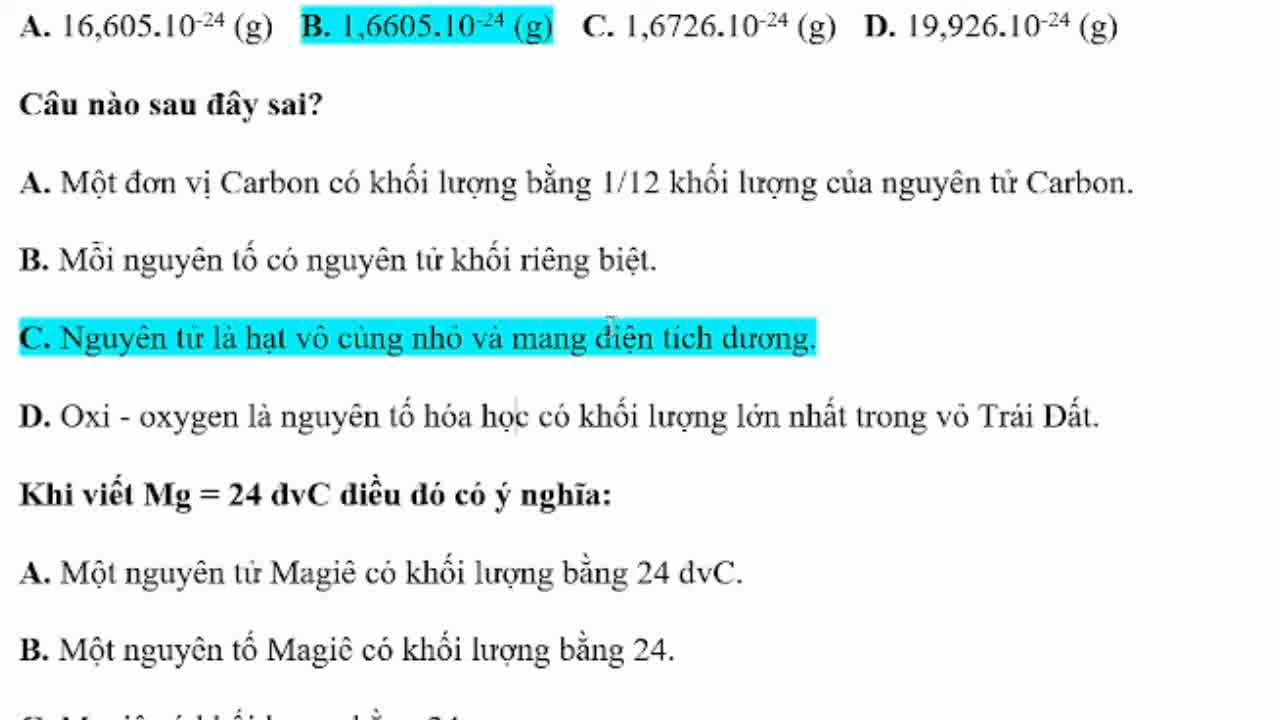 A. 16,605.10⁻²⁴ (g) B. 1,6605.10⁻²⁴ (g) C. 1,6726.10⁻²⁴ (g) D. 19,926.10⁻²⁴ (g)
Câu nào sau đây sai?
A. Một đơn vị Carbon có khối lượng bằng 1/12 khối lượng của nguyên tử Carbon.
B. Mỗi nguyên tố có nguyên tử khối riêng biệt.
C. Nguyên tử là hạt vô cùng nhỏ và mang điện tích dương.
D. Oxi - oxygen là nguyên tố hóa học có khối lượng lớn nhất trong vỏ Trái Đất.
Khi viết Mg = 24 đvC điều đó có ý nghĩa:
A. Một nguyên tử Magiê có khối lượng bằng 24 đvC.
B. Một nguyên tố Magiê có khối lượng bằng 24.